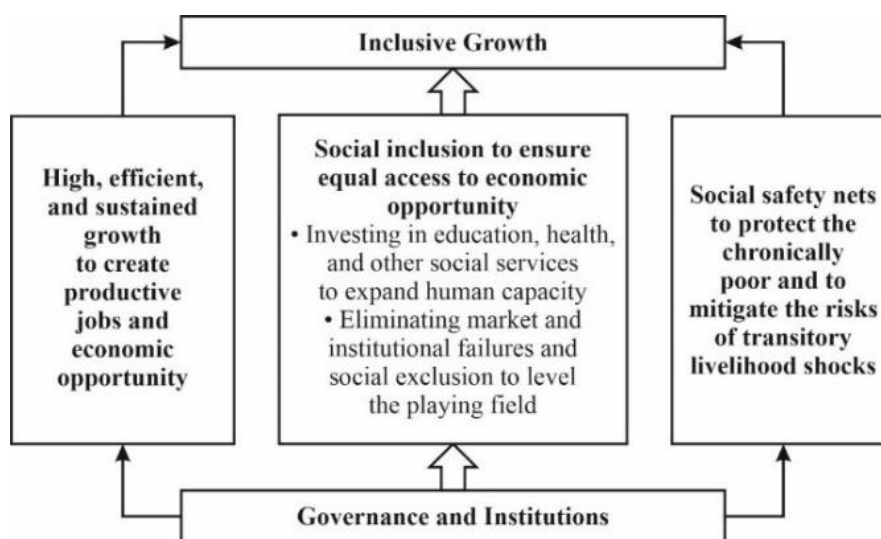 Inclusive Growth
High, efficient,
and sustained
growth
to create
productive
jobs and
economic
opportunity
Social inclusion to ensure
equal access to economic
opportunity
• Investing in education, health,
and other social services
to expand human capacity
• Eliminating market and
institutional failures and
social exclusion to level
the playing field
Social safety nets
to protect the
chronically
poor and to
mitigate the risks
of transitory
livelihood shocks
Governance and Institutions